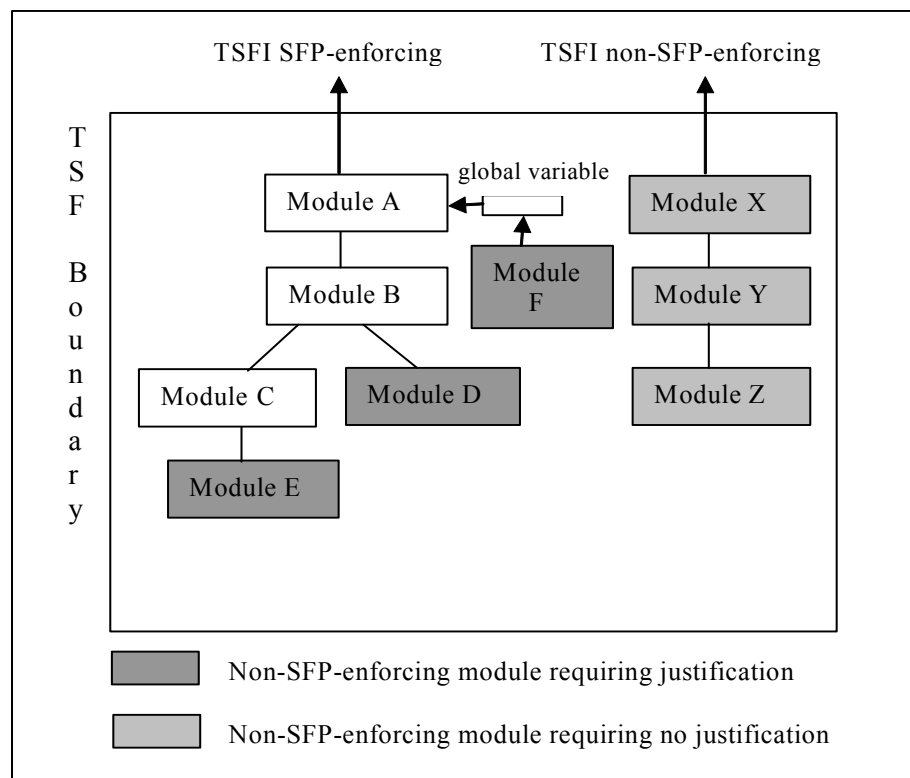 TSFI SFP-enforcing
TSFI non-SFP-enforcing
T
S
F
B
o
u
n
d
a
r
y
global variable
Module A
Module X
Module
F
Module B
Module Y
Module C
Module D
Module Z
Module E
Non-SFP-enforcing module requiring justification
Non-SFP-enforcing module requiring no justification